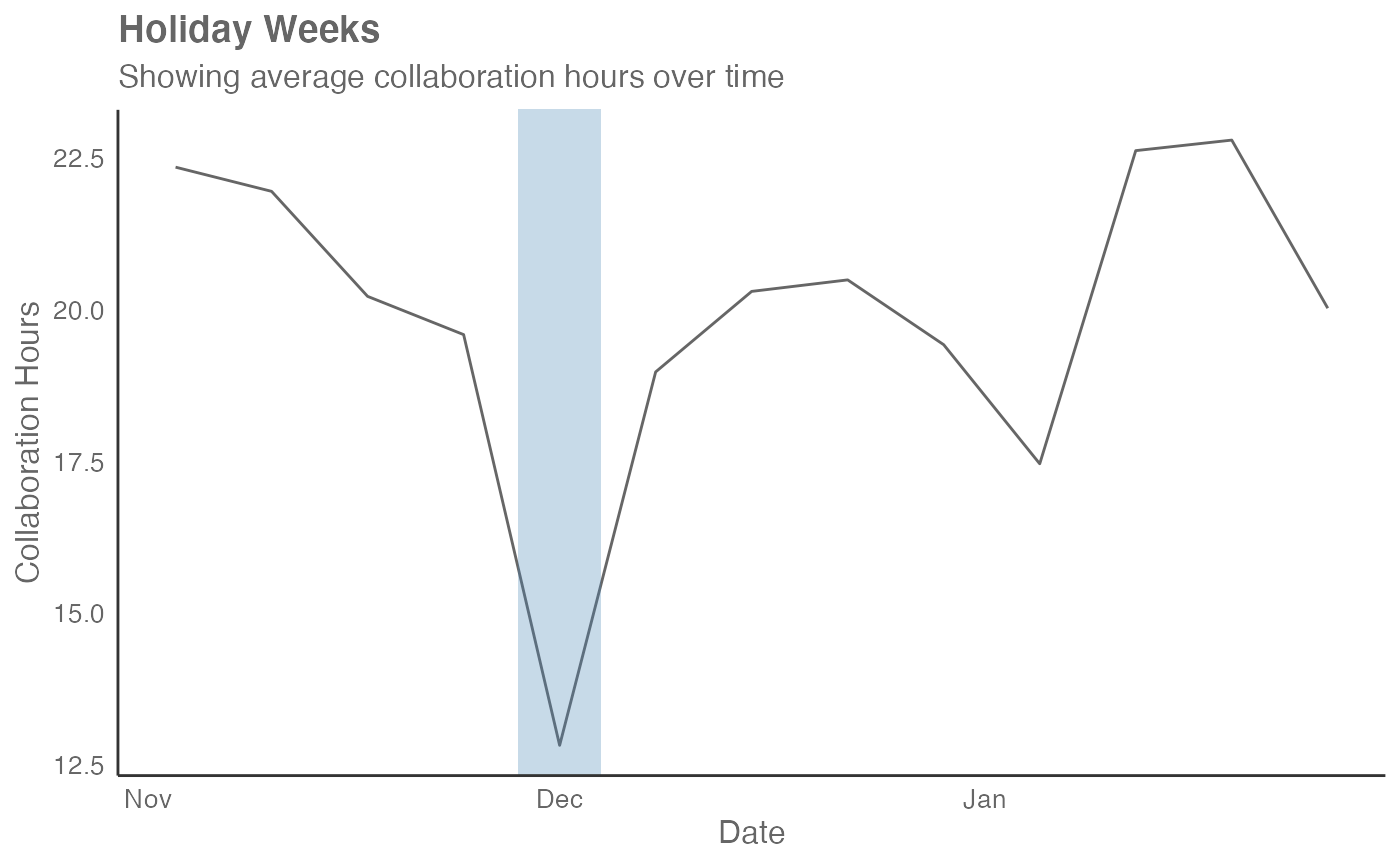 Holiday Weeks
Showing average collaboration hours over time
Collaboration Hours
22.5
20.0
17.5
15.0
12.5
Nov Dec Jan
Date